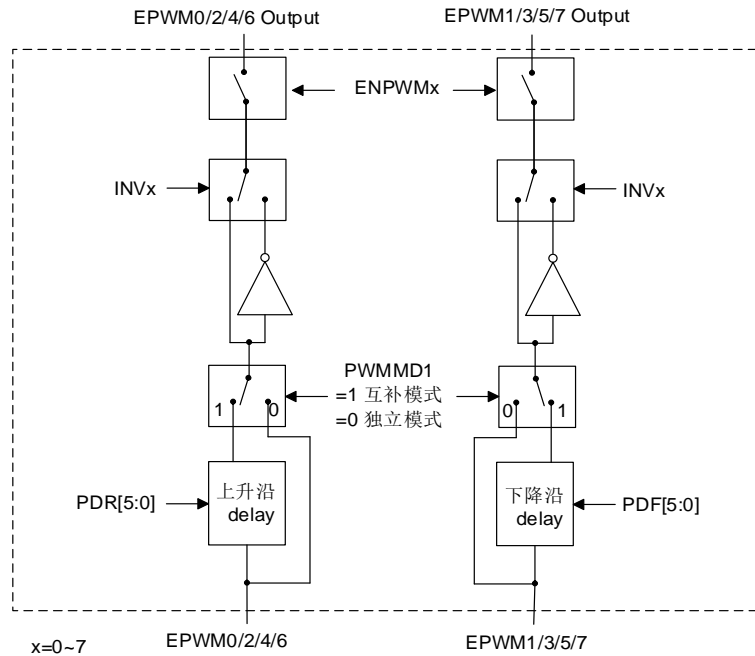 EPWM0/2/4/6 Output
EPWM1/3/5/7 Output
ENPWMx
INVx
INVx
PWMMD1
=1 互补模式
=0 独立模式
1
0
0
1
PDR[5:0]
上升沿
delay
下降沿
delay
PDF[5:0]
x=0~7
EPWM0/2/4/6
EPWM1/3/5/7